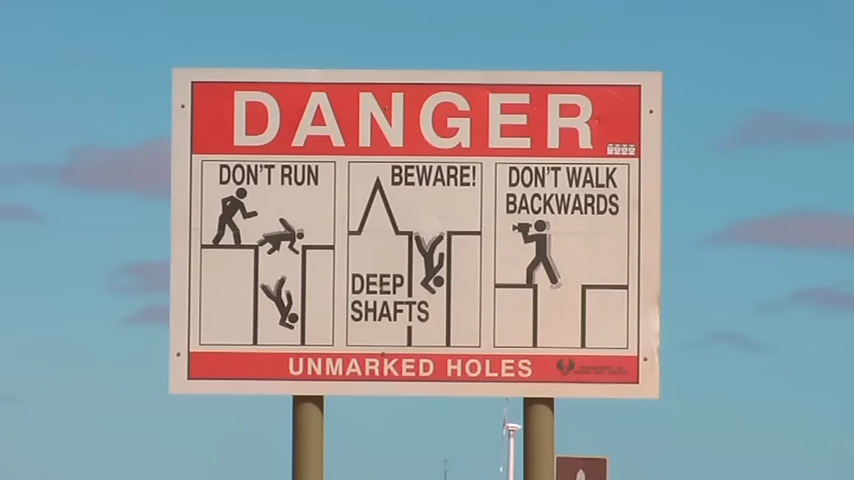 DANGER
DON'T RUN
BEWARE!
DEEP
SHAFTS
DON'T WALK
BACKWARDS
UNMARKED HOLES